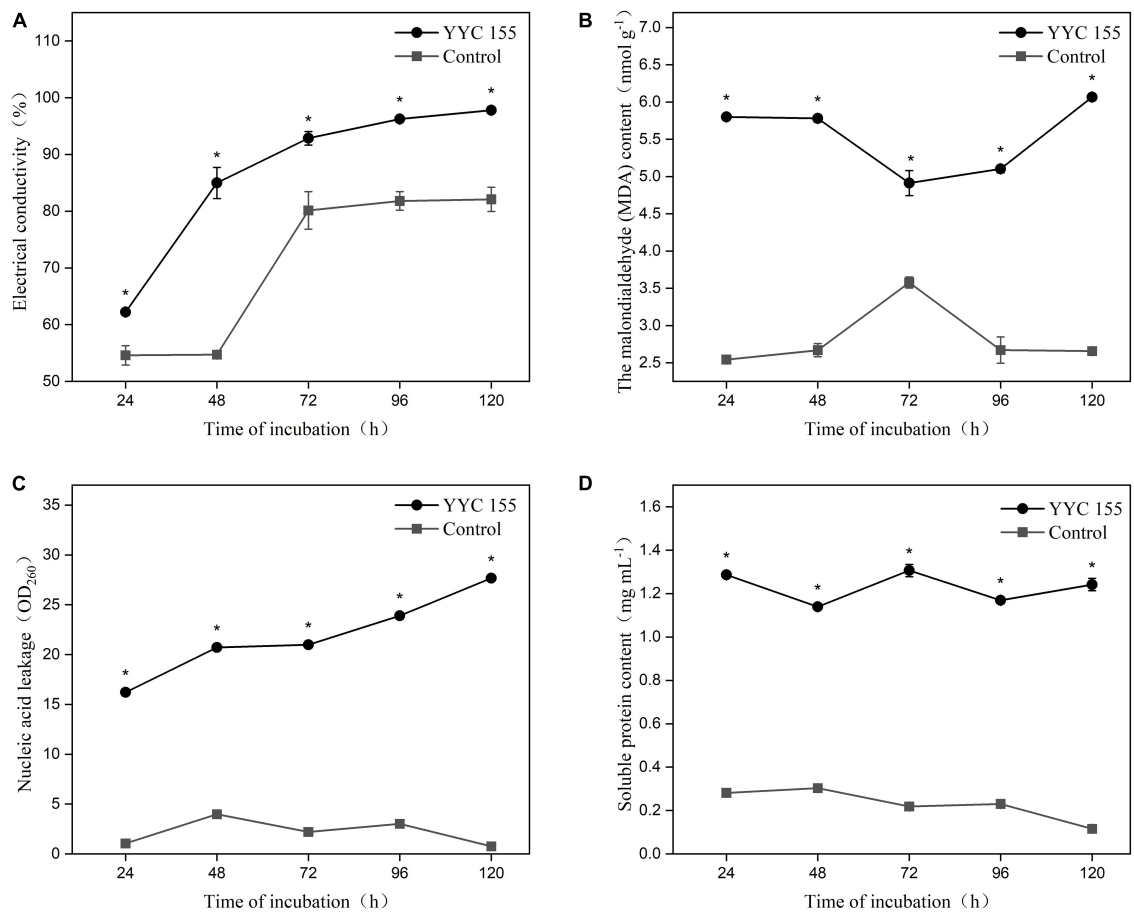 A
YYC 155
Control
110
100
90
80
70
60
50
Electrical conductivity（%）
24 48 72 96 120
Time of incubation（h）
* * * * *
B
YYC 155
Control
7.0
6.5
6.0
5.5
5.0
4.5
4.0
3.5
3.0
2.5
The malondialdehyde (MDA) content（nmol g⁻¹）
24 48 72 96 120
Time of incubation（h）
* * * * *
C
YYC 155
Control
35
30
25
20
15
10
5
0
Nucleic acid leakage（OD₂₆₀）
24 48 72 96 120
Time of incubation（h）
* * * * *
D
YYC 155
Control
1.6
1.4
1.2
1.0
0.8
0.6
0.4
0.2
0.0
Soluble protein content（mg mL⁻¹）
24 48 72 96 120
Time of incubation（h）
* * * * *